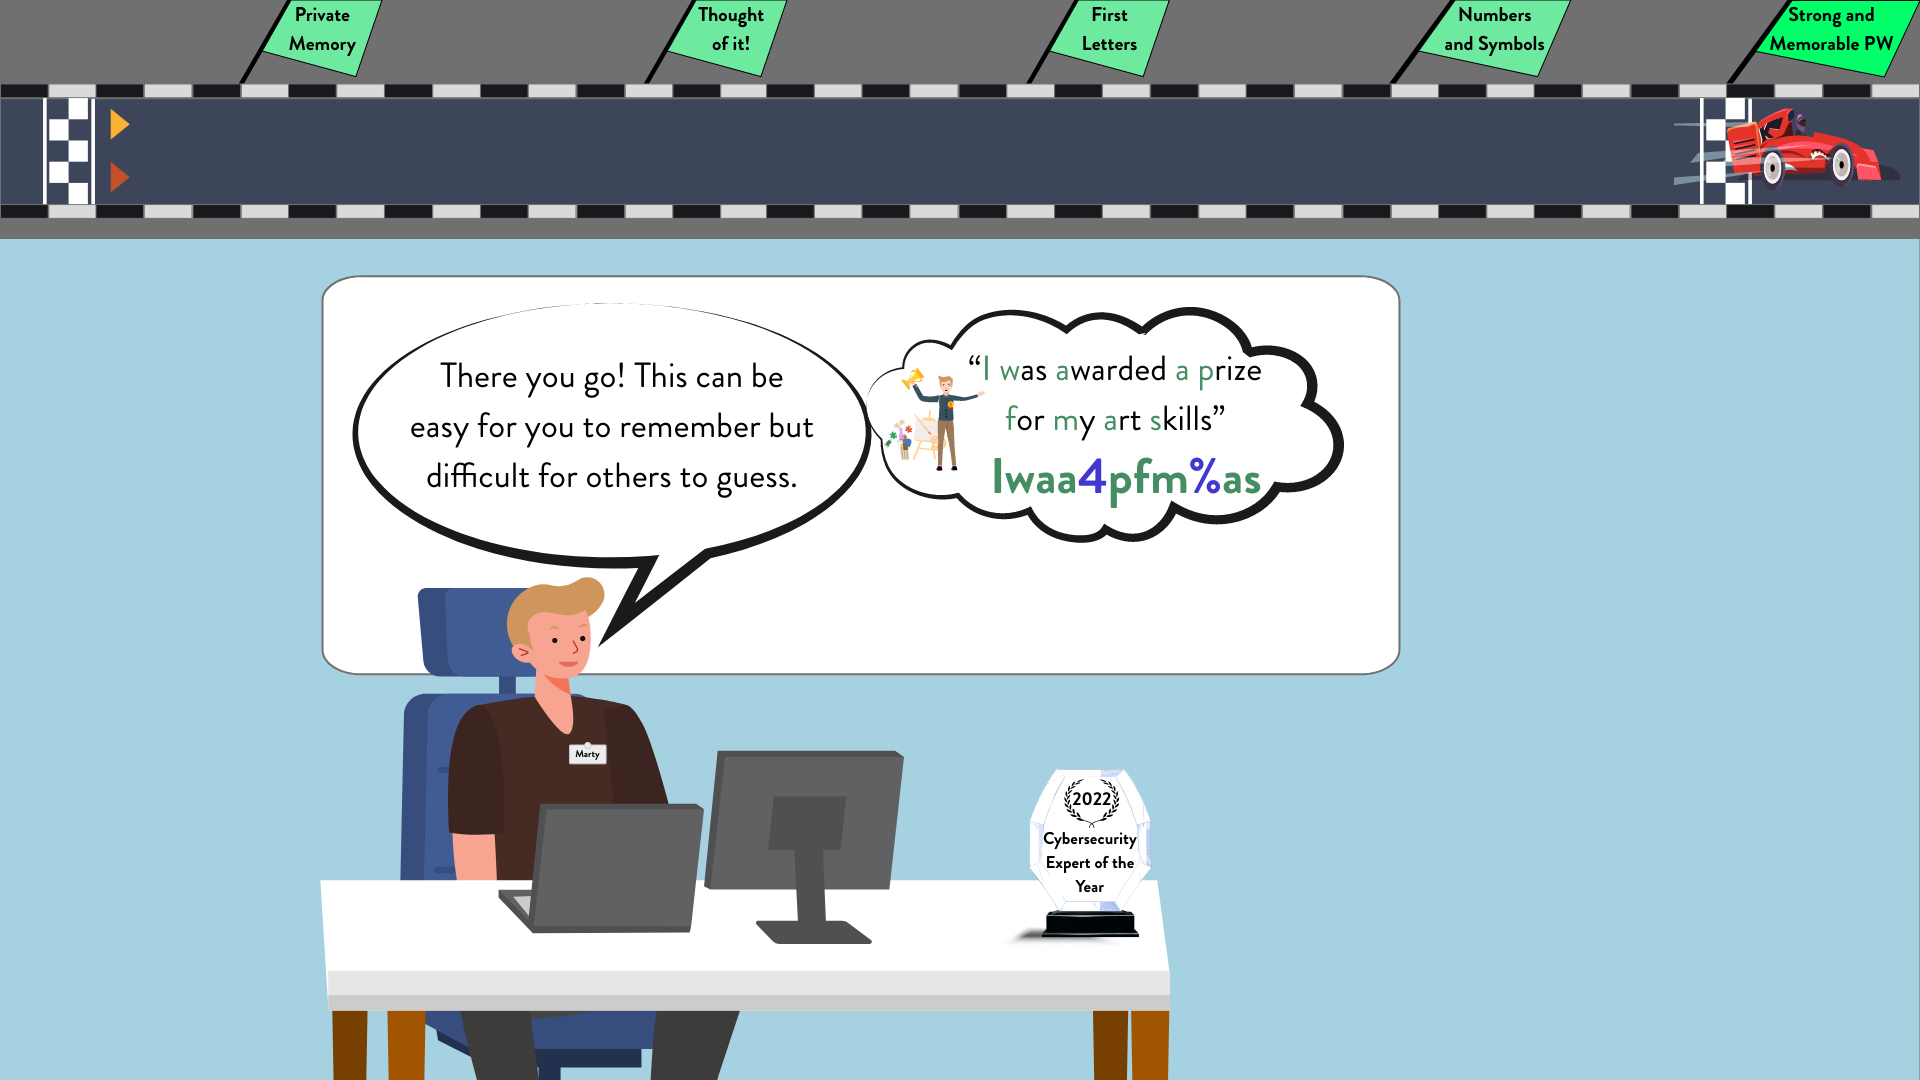 Private
Memory
Thought
of it!
First
Letters
Numbers
and Symbols
Strong and
Memorable PW
There you go! This can be
easy for you to remember but
difficult for others to guess.
“I was awarded a prize
for my art skills”
Iwaa4pfm%as
Marty
2022
Cybersecurity
Expert of the
Year